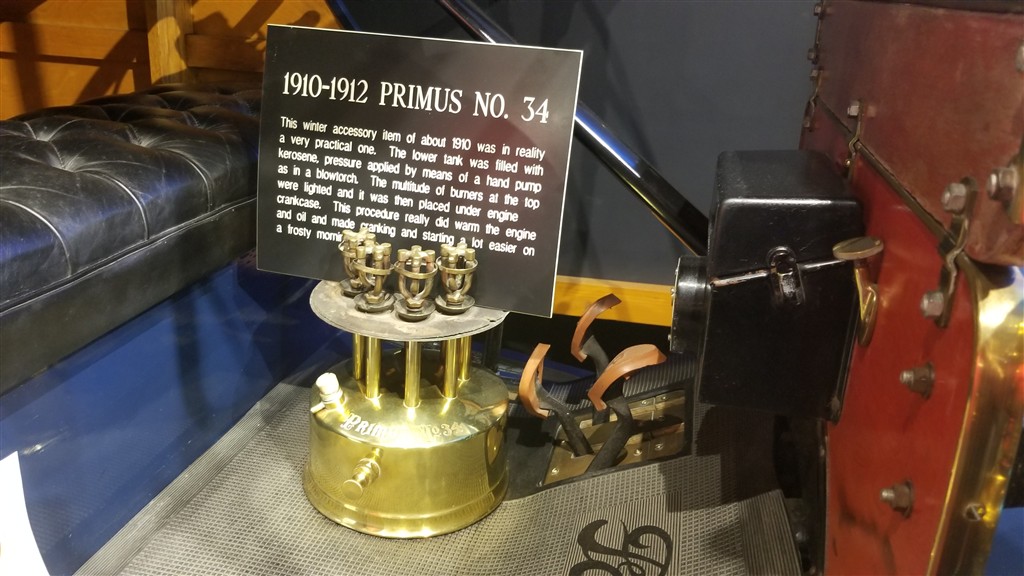 1910-1912 PRIMUS NO. 34
This winter accessory item of about 1910 was in reality
a very practical one. The lower tank was filled with
kerosene, pressure applied by means of a hand pump
as in a blowtorch. The multitude of burners at the top
were lighted and it was then placed under engine
crankcase. This procedure really did warm the engine
and oil and made cranking and starting a lot easier on
a frosty
PRIMUS No 34